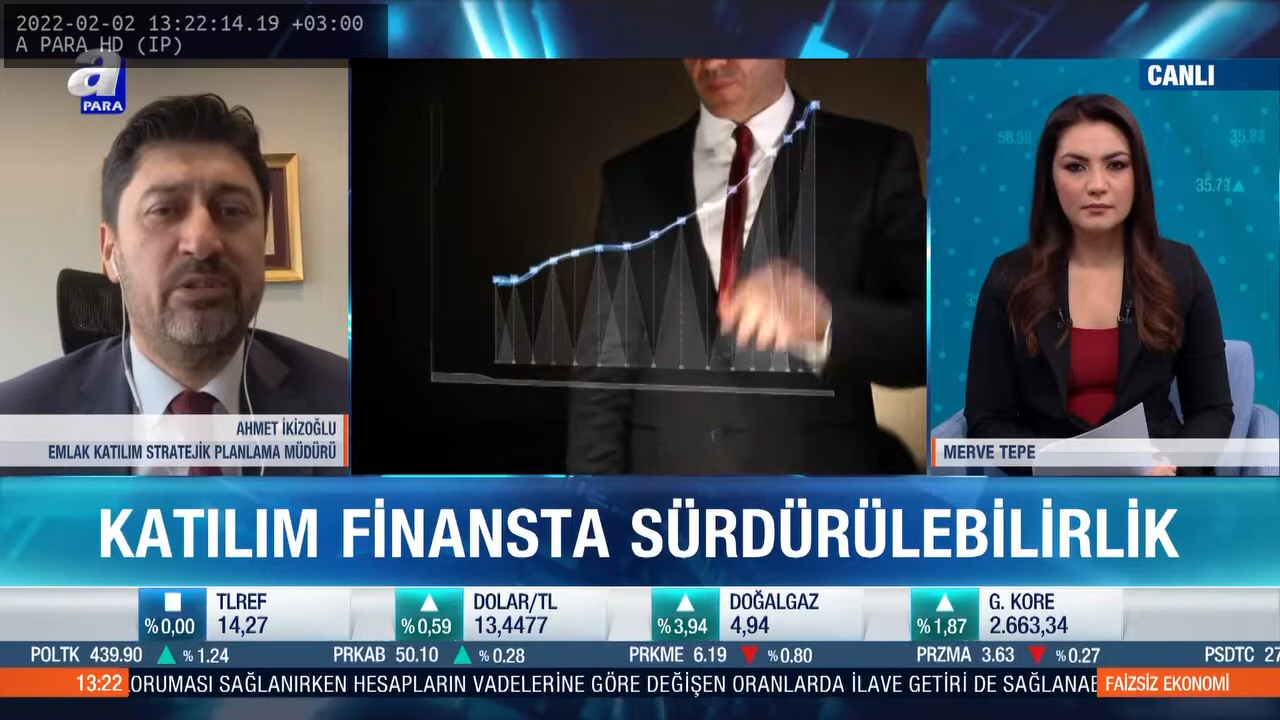 2022-02-02 13:22:14.19 +03:00
A PARA HD (IP)
a
PARA
CANLI
35.73
AHMET İKİZOĞLU
EMLAK KATILIM STRATEJİK PLANLAMA MÜDÜRÜ
MERVE TEPE
KATILIM FİNANSTA SÜRDÜRÜLEBİLİRLİK
%0,00 TLREF 14,27
%0,59 DOLAR/TL 13,4477
%3,94 DOĞALGAZ 4,94
%1,87 G. KORE 2.663,34
POLTK 439.90 %1.24 PRKAB 50.10 %0.28 PRKME 6.19 %0.80 PRZMA 3.63 %0.27 PSDTC 27
13:22 ORUMASI SAĞLANIRKEN HESAPLARIN VADELERİNE GÖRE DEĞİŞEN ORANLARDA İLAVE GETİRİ DE SAĞLANAB FAİZSİZ EKONOMİ